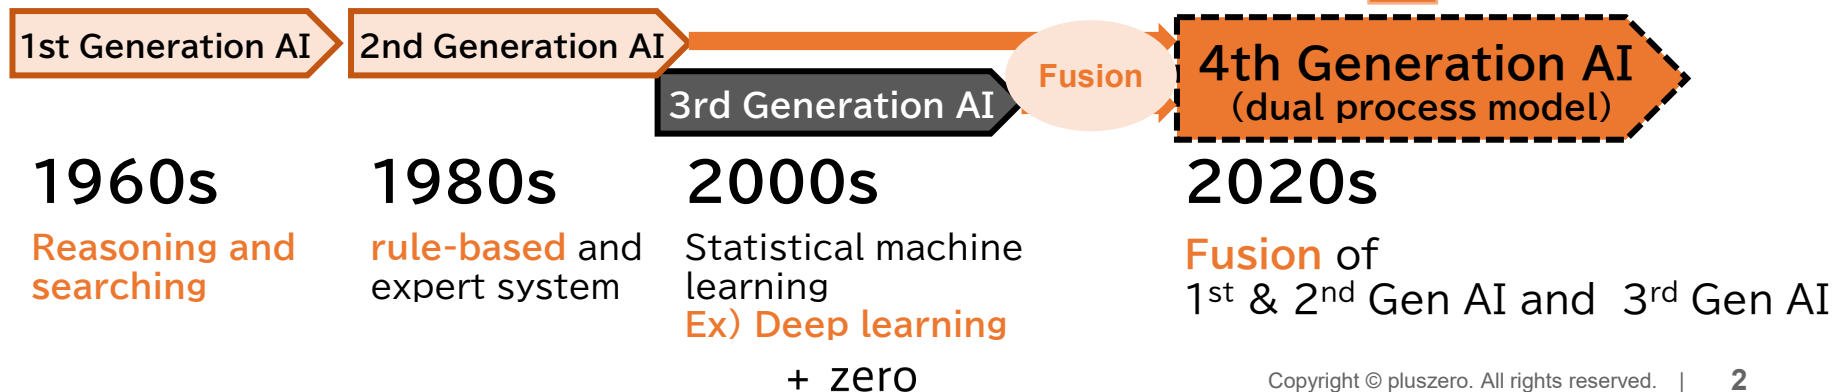 1st Generation AI
2nd Generation AI
3rd Generation AI
Fusion
4th Generation AI
(dual process model)
1960s
Reasoning and
searching
1980s
rule-based and
expert system
2000s
Statistical machine
learning
Ex) Deep learning
2020s
Fusion of
1st & 2nd Gen AI and 3rd Gen AI
+ zero
Copyright © pluszero. All rights reserved. | 2